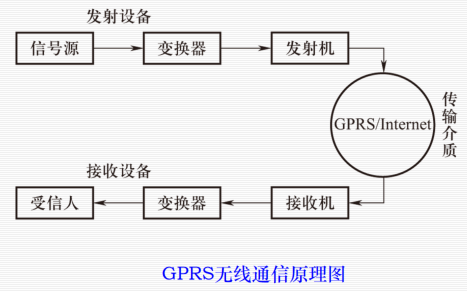 发射设备
信号源
变换器
发射机
GPRS/Internet
传输介质
接收设备
受信人
变换器
接收机
GPRS无线通信原理图